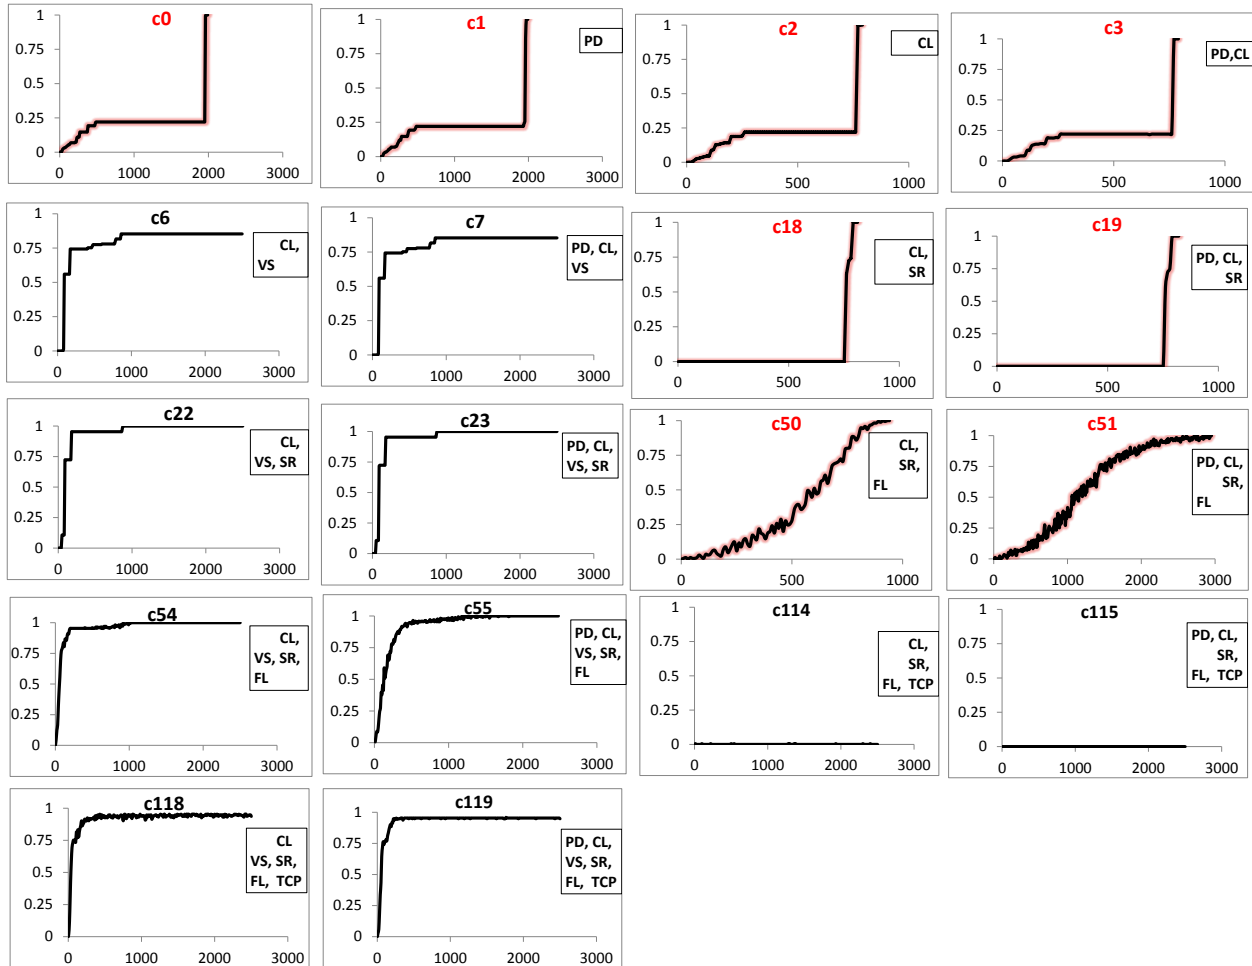 c0
1
0.75
0.5
0.25
0
0 1000 2000 3000
c1
PD
1
0.75
0.5
0.25
0
0 1000 2000 3000
c2
CL
1
0.75
0.5
0.25
0
0 500 1000
c3
PD,CL
1
0.75
0.5
0.25
0
0 500 1000
c6
CL,
VS
1
0.75
0.5
0.25
0
0 1000 2000 3000
c7
PD, CL,
VS
1
0.75
0.5
0.25
0
0 1000 2000 3000
c18
CL,
SR
1
0.75
0.5
0.25
0
0 500 1000
c19
PD, CL,
SR
1
0.75
0.5
0.25
0
0 500 1000
c22
CL,
VS, SR
1
0.75
0.5
0.25
0
0 1000 2000 3000
c23
PD, CL,
VS, SR
1
0.75
0.5
0.25
0
0 1000 2000 3000
c50
CL,
SR,
FL
1
0.75
0.5
0.25
0
0 500 1000
c51
PD, CL,
SR,
FL
1
0.75
0.5
0.25
0
0 1000 2000 3000
c54
CL,
VS, SR,
FL
1
0.75
0.5
0.25
0
0 1000 2000 3000
c55
PD, CL,
VS, SR,
FL
1
0.75
0.5
0.25
0
0 1000 2000 3000
c114
CL,
SR,
FL, TCP
1
0.75
0.5
0.25
0
0 1000 2000 3000
c115
PD, CL,
SR,
FL, TCP
1
0.75
0.5
0.25
0
0 1000 2000 3000
c118
CL
VS, SR,
FL, TCP
1
0.75
0.5
0.25
0
0 1000 2000 3000
c119
PD, CL,
VS, SR,
FL, TCP
1
0.75
0.5
0.25
0
0 1000 2000 3000